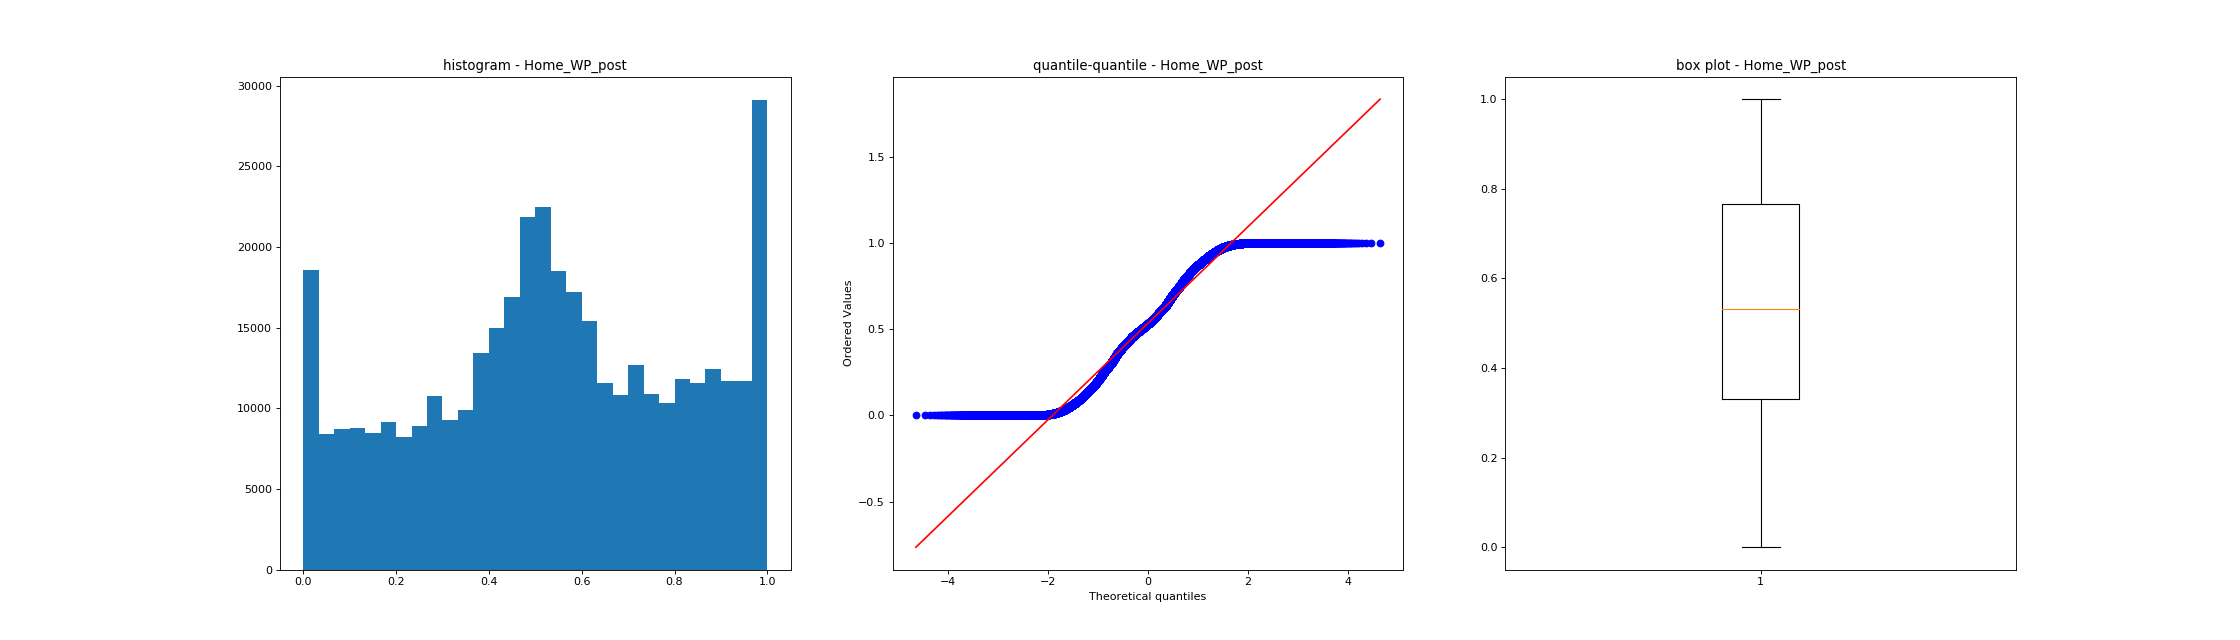 histogram - Home_WP_post
30000
25000
20000
15000
10000
5000
0
0.0 0.2 0.4 0.6 0.8 1.0
quantile-quantile - Home_WP_post
Ordered Values
1.5
1.0
0.5
0.0
−0.5
−4 −2 0 2 4
Theoretical quantiles
box plot - Home_WP_post
1.0
0.8
0.6
0.4
0.2
0.0
1